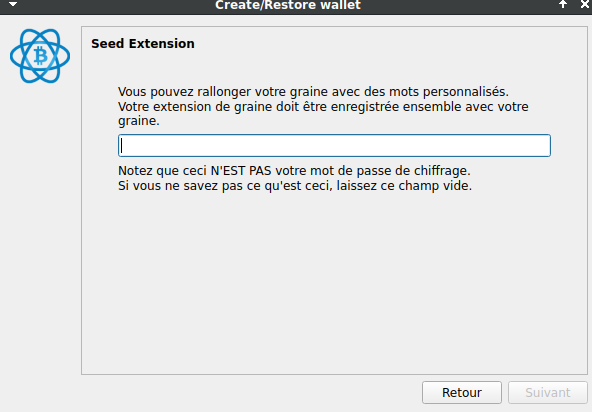 Create/Restore wallet
Seed Extension
Vous pouvez rallonger votre graine avec des mots personnalisés.
Votre extension de graine doit être enregistrée ensemble avec votre
graine.
Notez que ceci N'EST PAS votre mot de passe de chiffrage.
Si vous ne savez pas ce qu'est ceci, laissez ce champ vide.
Retour
Suivant